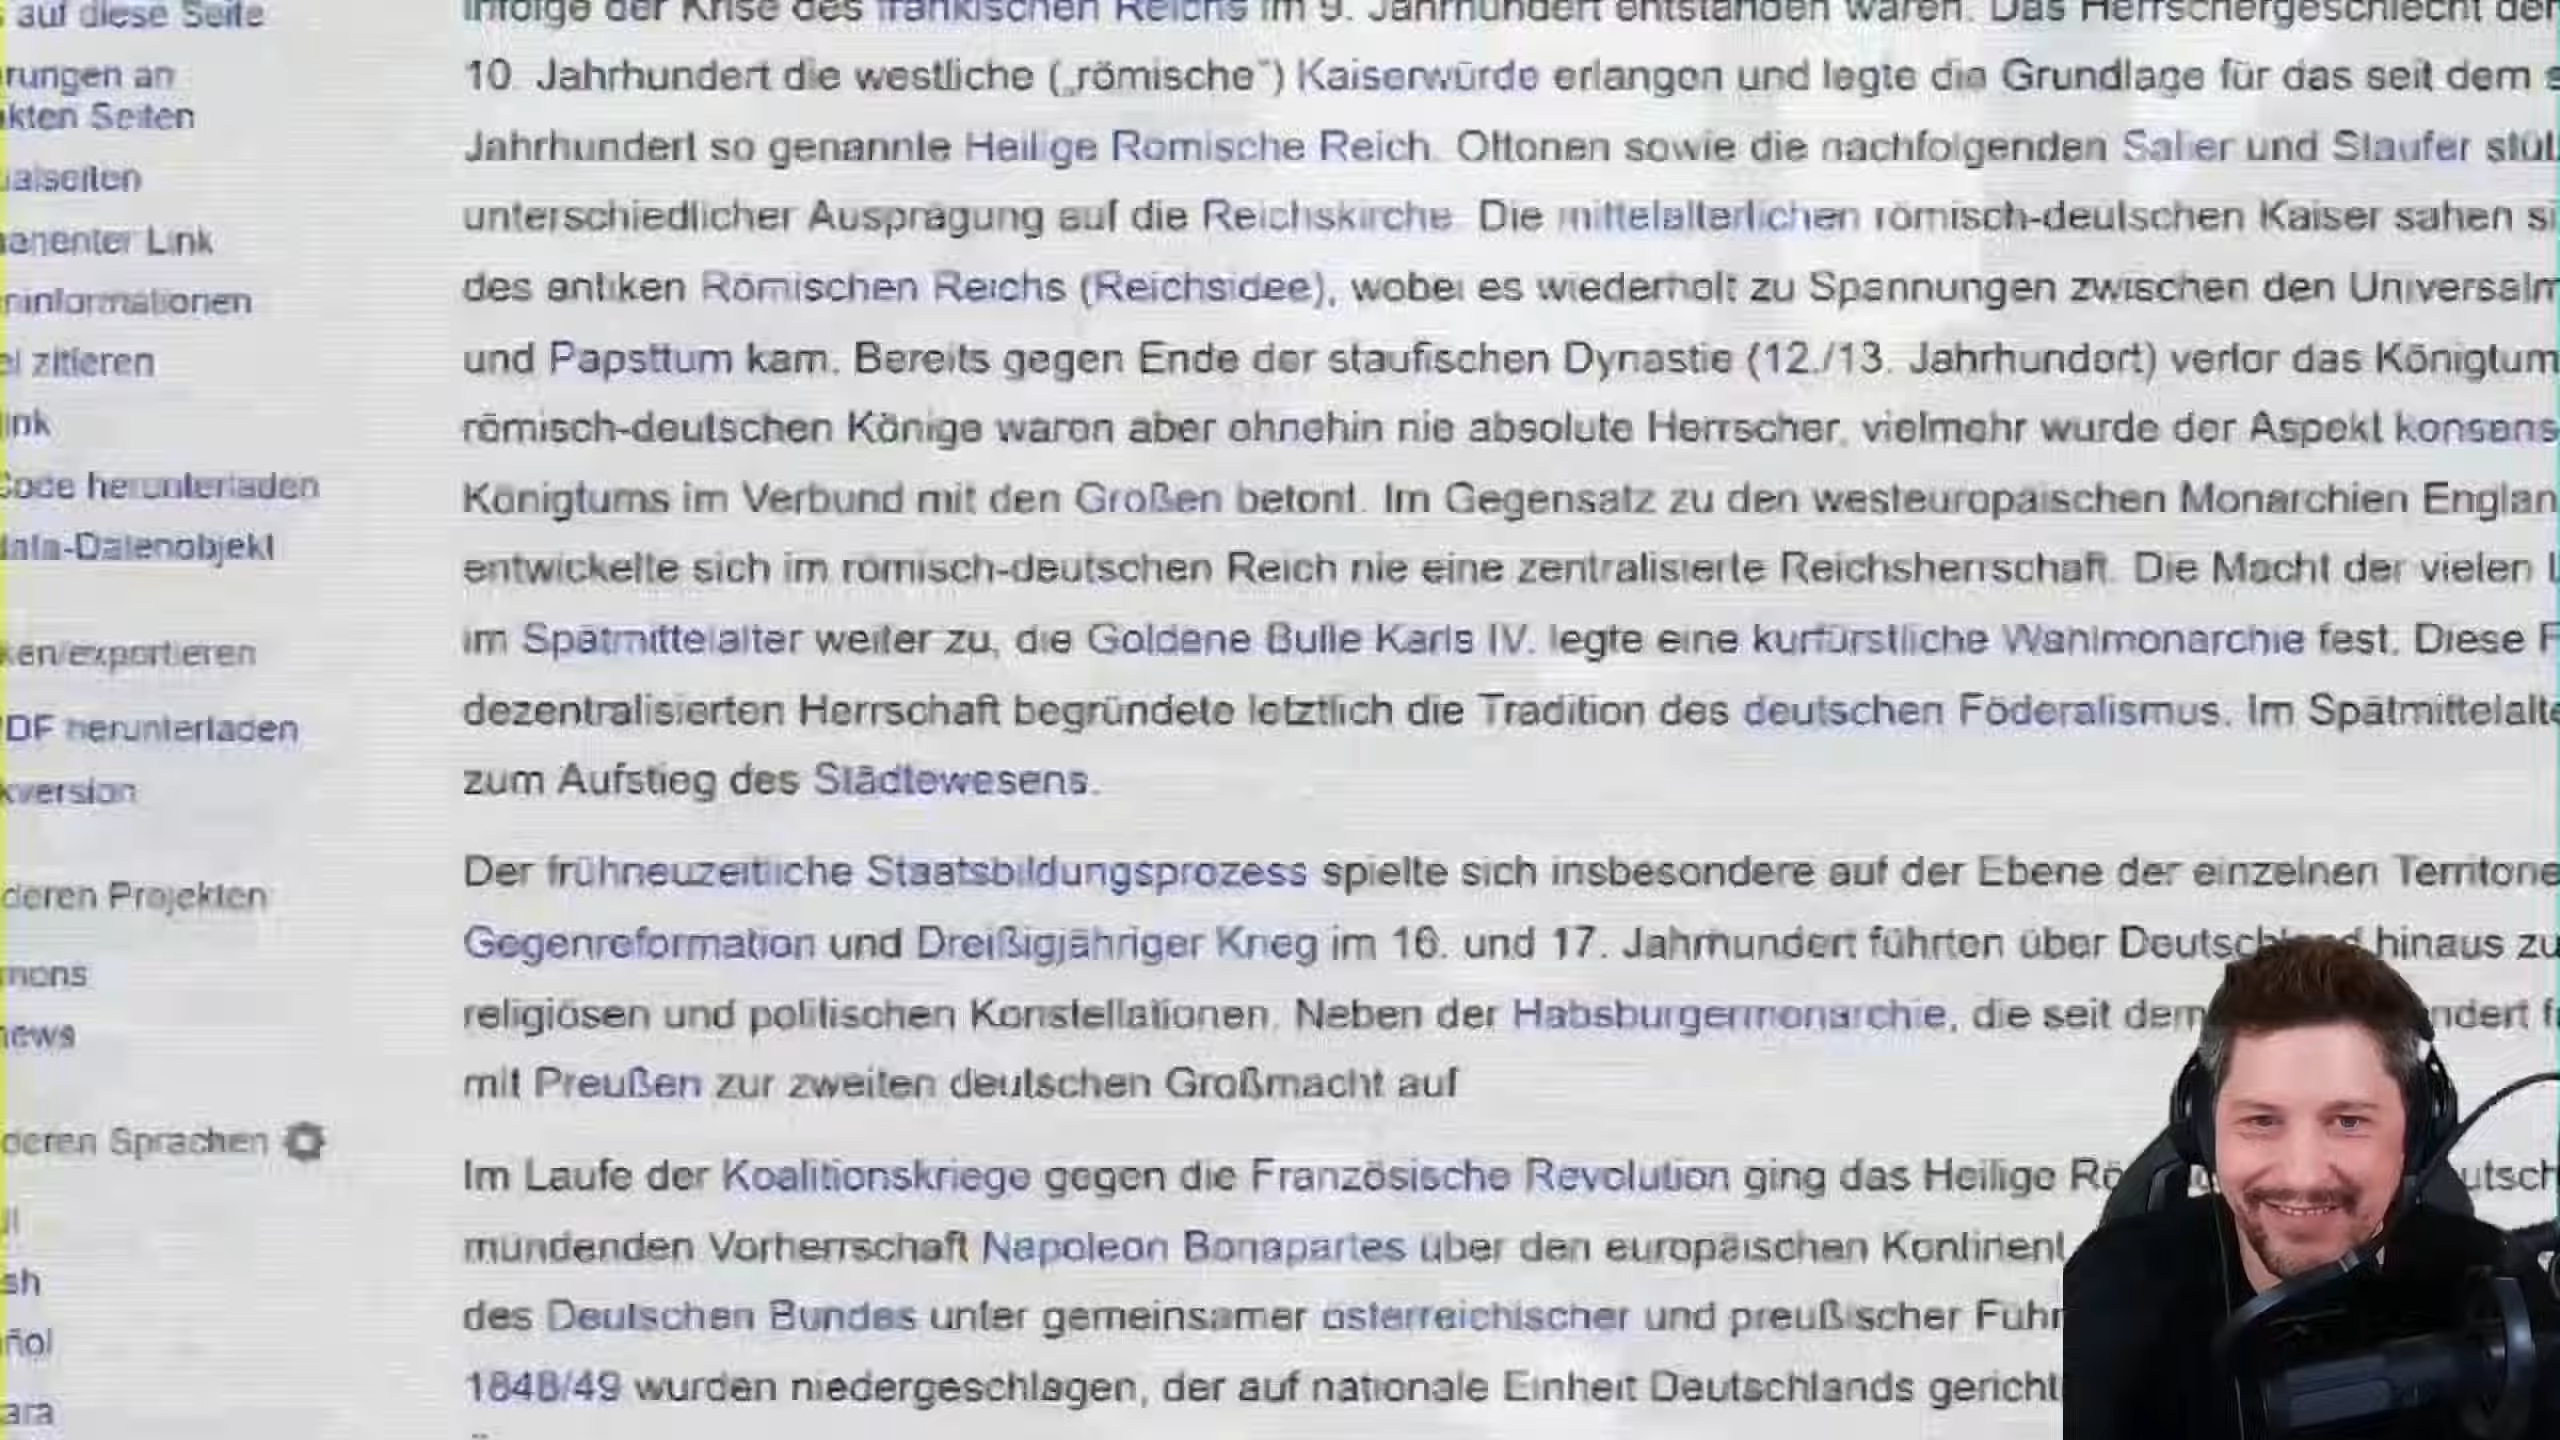 auf diese Seite
rungen an
kten Seiten
ialseiten
anenter Link
ninformationen
el zitieren
ink
Code herunterladen
data-Datenobjekt
ken/exportieren
DF herunterladen
kversion
deren Projekten
mons
news
deren Sprachen
sh
ñol
ara
infolge der Krise des fränkischen Reichs im 9. Jahrhundert entstanden waren. Das Herrschergeschlecht der
10. Jahrhundert die westliche („römische“) Kaiserwürde erlangen und legte die Grundlage für das seit dem
Jahrhundert so genannte Heilige Römische Reich. Ottonen sowie die nachfolgenden Salier und Staufer stüt
unterschiedlicher Ausprägung auf die Reichskirche. Die mittelalterlichen römisch-deutschen Kaiser sahen si
des antiken Römischen Reichs (Reichsidee), wobei es wiederholt zu Spannungen zwischen den Universalm
und Papsttum kam. Bereits gegen Ende der staufischen Dynastie (12./13. Jahrhundert) verlor das Königtum
römisch-deutschen Könige waren aber ohnehin nie absolute Herrscher, vielmehr wurde der Aspekt konsens
Königtums im Verbund mit den Großen betont. Im Gegensatz zu den westeuropäischen Monarchien Englan
entwickelte sich im römisch-deutschen Reich nie eine zentralisierte Reichsherrschaft. Die Macht der vielen
im Spätmittelalter weiter zu, die Goldene Bulle Karls IV. legte eine kurfürstliche Wahlmonarchie fest. Diese F
dezentralisierten Herrschaft begründete letztlich die Tradition des deutschen Föderalismus. Im Spätmittelalte
zum Aufstieg des Städtewesens.
Der frühneuzeitliche Staatsbildungsprozess spielte sich insbesondere auf der Ebene der einzelnen Territorie
Gegenreformation und Dreißigjähriger Krieg im 16. und 17. Jahrhundert führten über Deutschland hinaus zu
religiösen und politischen Konstellationen. Neben der Habsburgermonarchie, die seit dem ndert f
mit Preußen zur zweiten deutschen Großmacht auf
Im Laufe der Koalitionskriege gegen die Französische Revolution ging das Heilige Rö utsch
mündenden Vorherrschaft Napoleon Bonapartes über den europäischen Kontinent
des Deutschen Bundes unter gemeinsamer österreichischer und preußischer Führ
1848/49 wurden niedergeschlagen, der auf nationale Einheit Deutschlands gericht